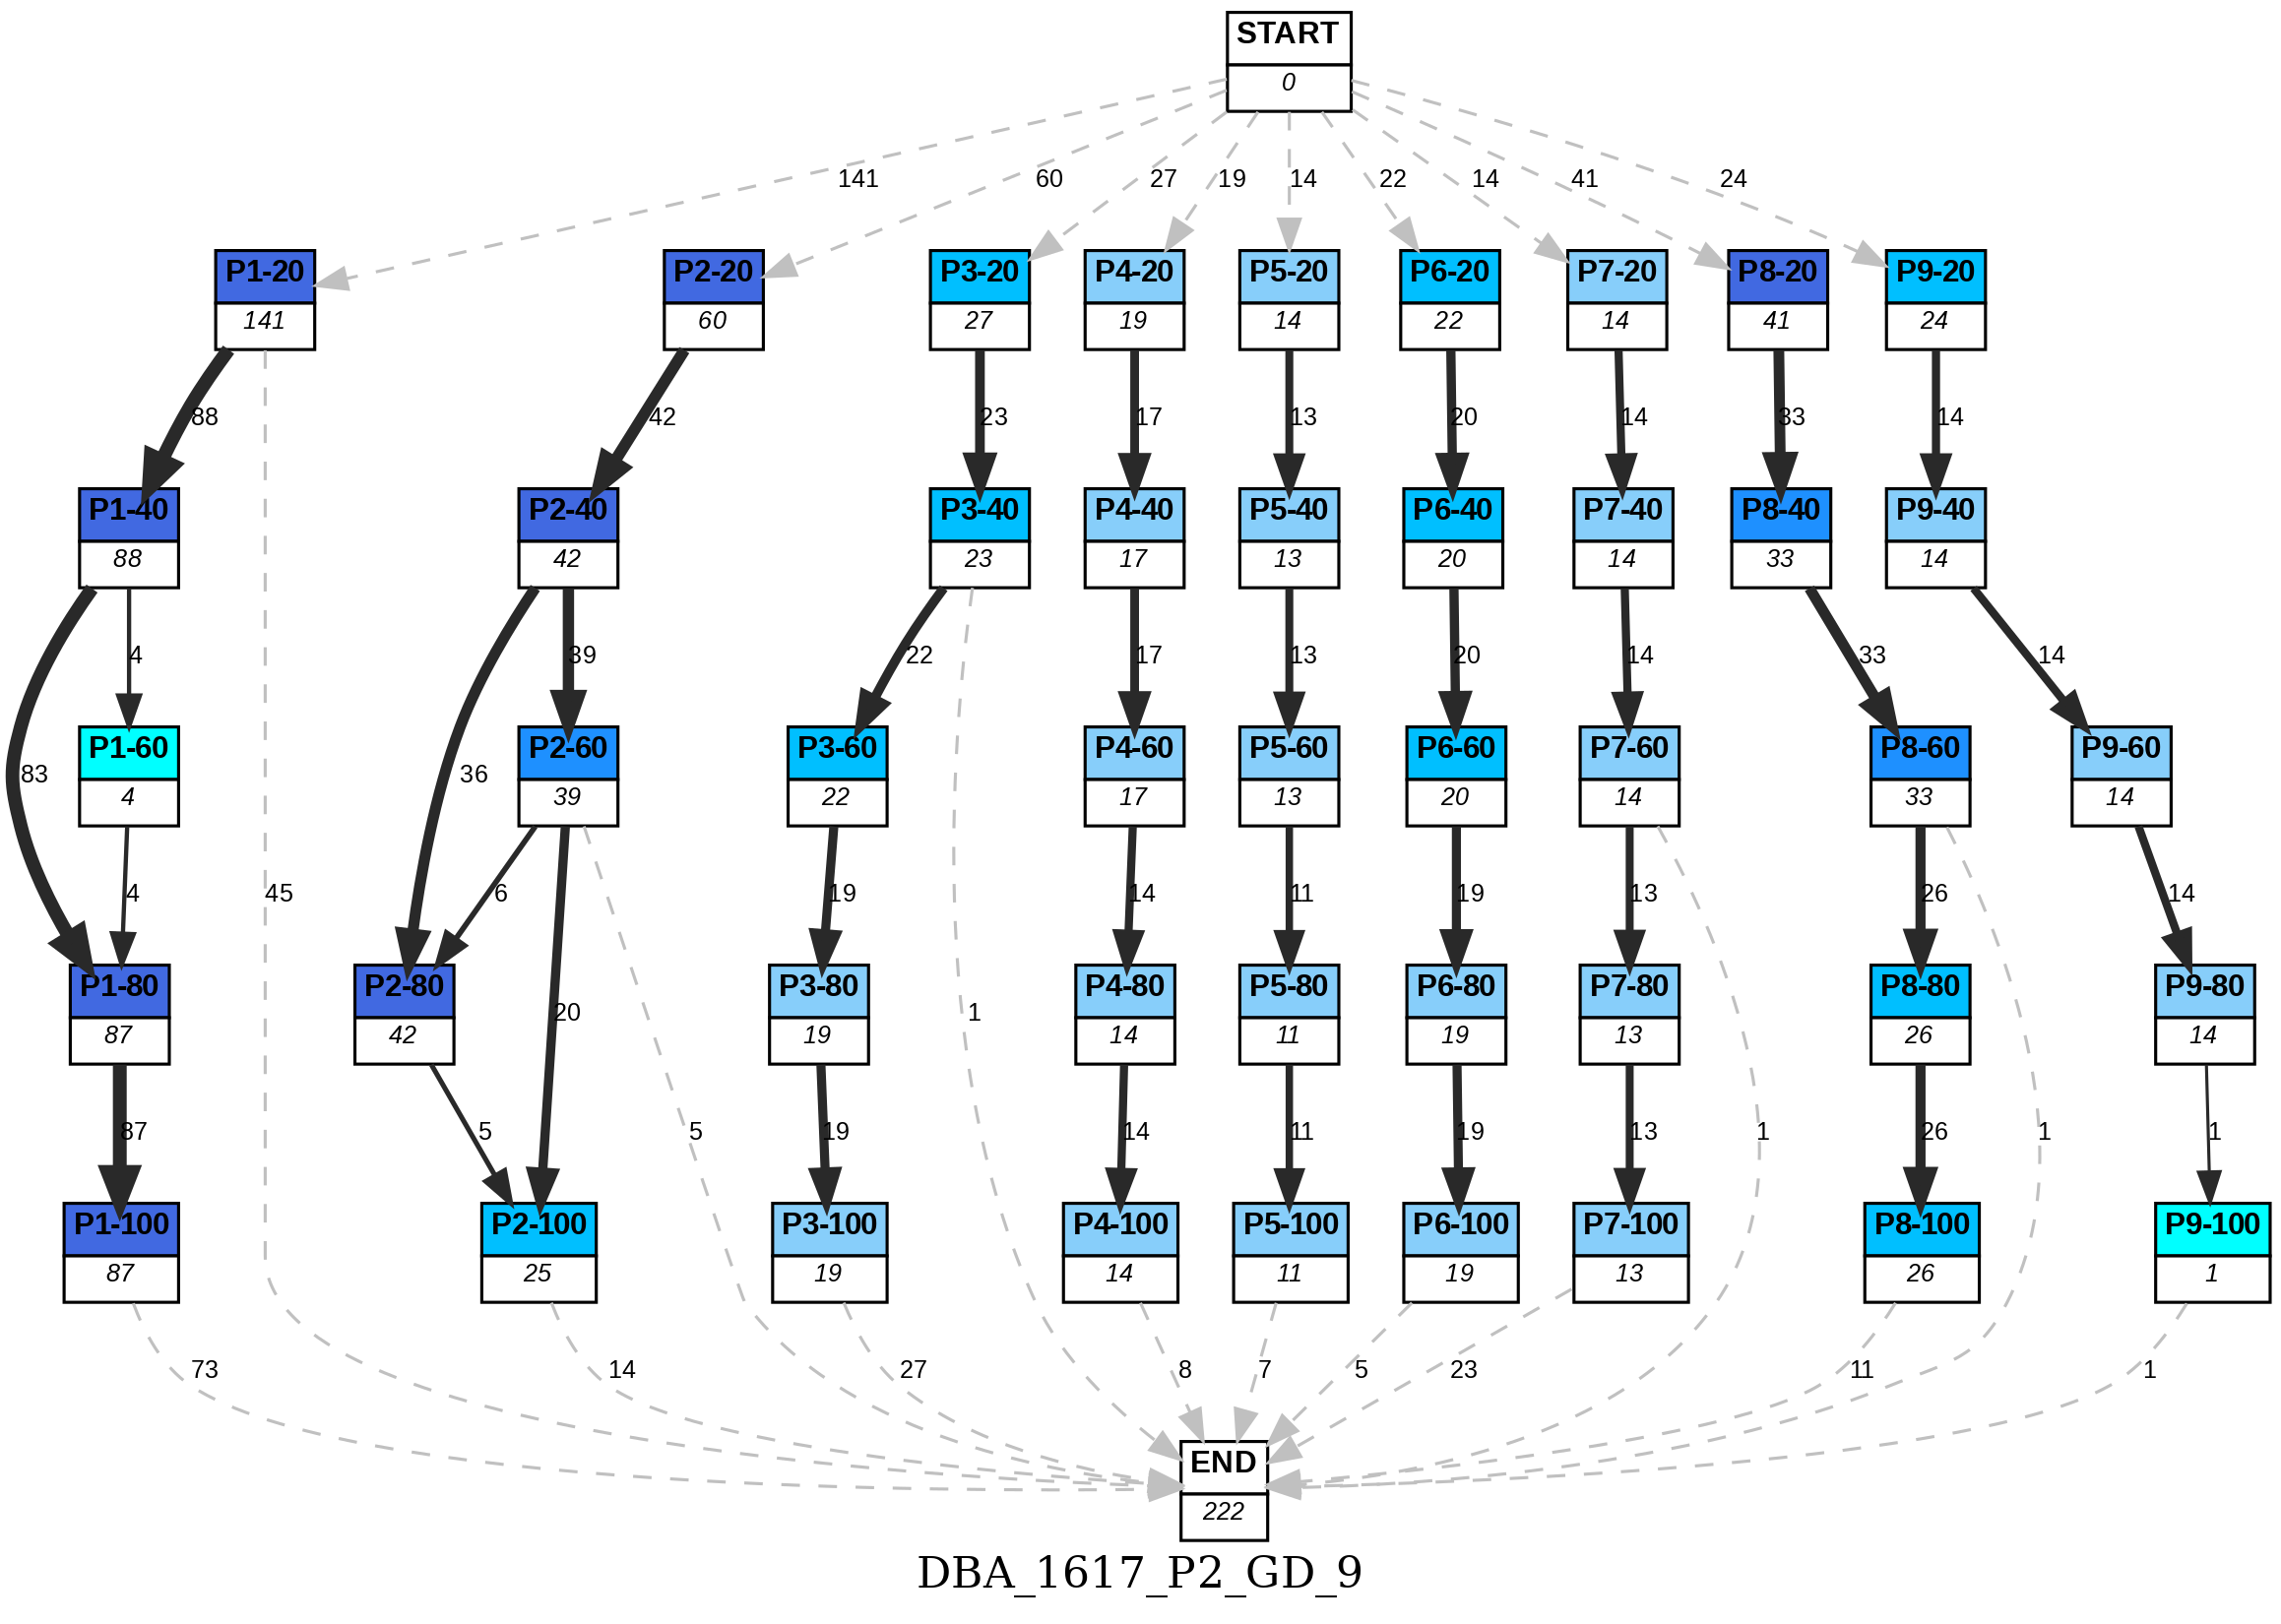 START
0
141 60 27 19 14 22 14 41 24
P1-20 P2-20 P3-20 P4-20 P5-20 P6-20 P7-20 P8-20 P9-20
141 60 27 19 14 22 14 41 24
88 42 23 17 13 20 14 33 14
P1-40 P2-40 P3-40 P4-40 P5-40 P6-40 P7-40 P8-40 P9-40
88 42 23 17 13 20 14 33 14
4 39 22 17 13 20 14 33 14
P1-60 P2-60 P3-60 P4-60 P5-60 P6-60 P7-60 P8-60 P9-60
83 36
4 39 22 17 13 20 14 33 14
4 45 6 19 14 11 19 13 26 14
P1-80 P2-80 P3-80 P4-80 P5-80 P6-80 P7-80 P8-80 P9-80
20 1
87 42 19 14 11 19 13 26 14
87 5 5 19 14 11 19 13 1 26 1 1
P1-100 P2-100 P3-100 P4-100 P5-100 P6-100 P7-100 P8-100 P9-100
87 25 19 14 11 19 13 26 1
73 14 27 8 7 5 23 11 1
END
222
DBA_1617_P2_GD_9